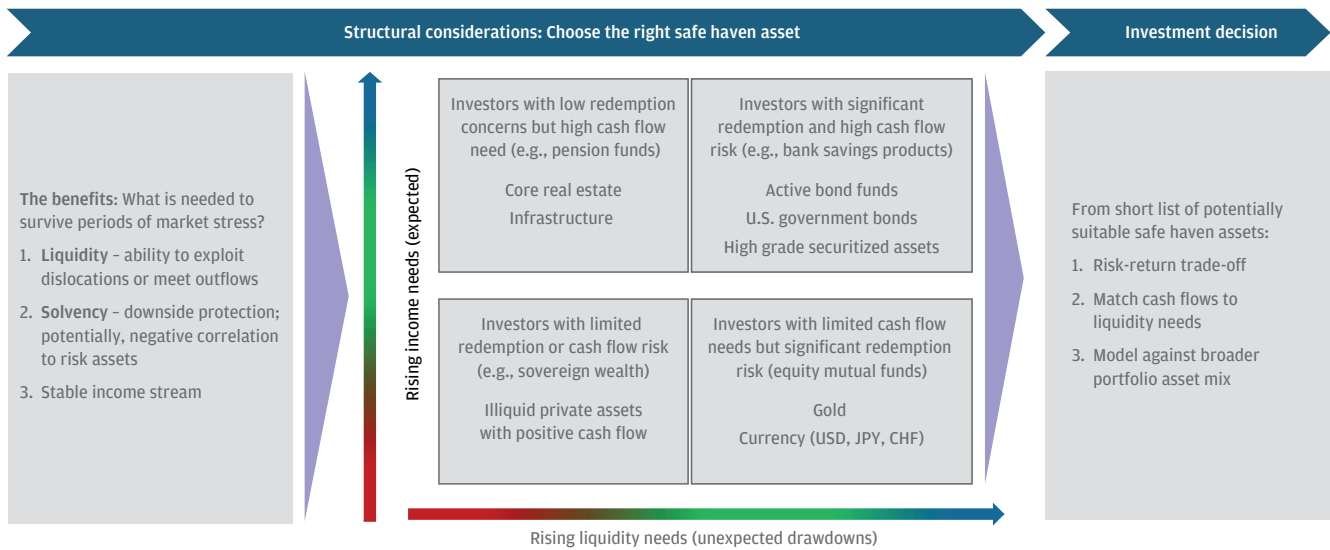 Structural considerations: Choose the right safe haven asset
Investment decision
The benefits: What is needed to
survive periods of market stress?
1. Liquidity – ability to exploit
dislocations or meet outflows
2. Solvency – downside protection;
potentially, negative correlation
to risk assets
3. Stable income stream
Rising income needs (expected)
Investors with low redemption
concerns but high cash flow
need (e.g., pension funds)
Core real estate
Infrastructure
Investors with significant
redemption and high cash flow
risk (e.g., bank savings products)
Active bond funds
U.S. government bonds
High grade securitized assets
Investors with limited
redemption or cash flow risk
(e.g., sovereign wealth)
Illiquid private assets
with positive cash flow
Investors with limited cash flow
needs but significant redemption
risk (equity mutual funds)
Gold
Currency (USD, JPY, CHF)
Rising liquidity needs (unexpected drawdowns)
From short list of potentially
suitable safe haven assets:
1. Risk-return trade-off
2. Match cash flows to
liquidity needs
3. Model against broader
portfolio asset mix